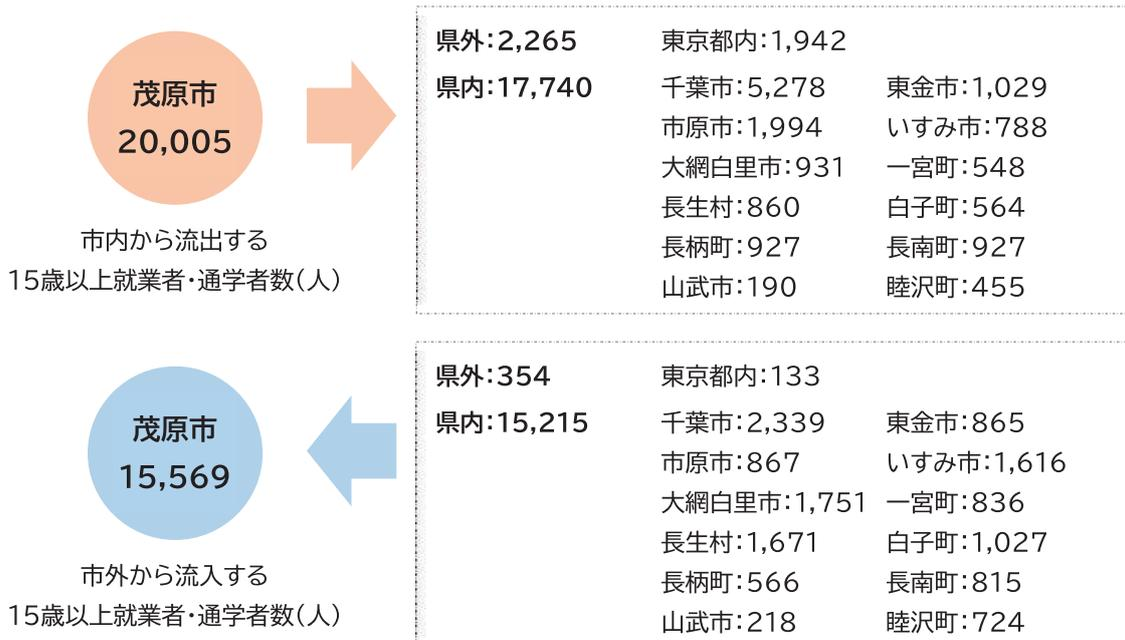 茂原市
20,005
市内から流出する
15歳以上就業者・通学者数(人)
県外:2,265 東京都内:1,942
県内:17,740 千葉市:5,278 東金市:1,029
市原市:1,994 いすみ市:788
大網白里市:931 一宮町:548
長生村:860 白子町:564
長柄町:927 長南町:927
山武市:190 睦沢町:455
茂原市
15,569
市外から流入する
15歳以上就業者・通学者数(人)
県外:354 東京都内:133
県内:15,215 千葉市:2,339 東金市:865
市原市:867 いすみ市:1,616
大網白里市:1,751 一宮町:836
長生村:1,671 白子町:1,027
長柄町:566 長南町:815
山武市:218 睦沢町:724